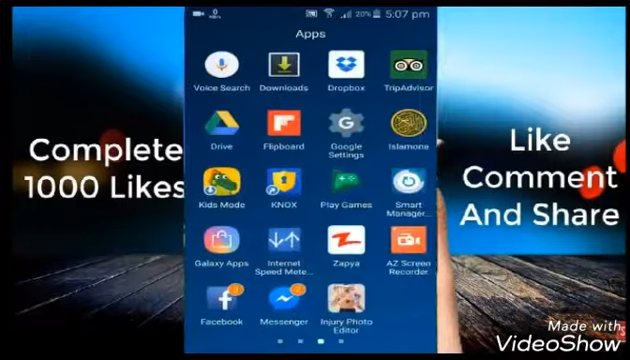 0
KB/s
20%
5:07 pm
Apps
Voice Search
Downloads
Dropbox
TripAdvisor
Drive
Flipboard
Google
Settings
Islamona
Kids Mode
KNOX
Play Games
Smart
Manager...
Galaxy Apps
Internet
Speed Mete...
Zapya
AZ Screen
Recorder
Facebook
Messenger
Injury Photo
Editor
Complete
1000 Likes
Like
Comment
And Share
Made with
VideoShow